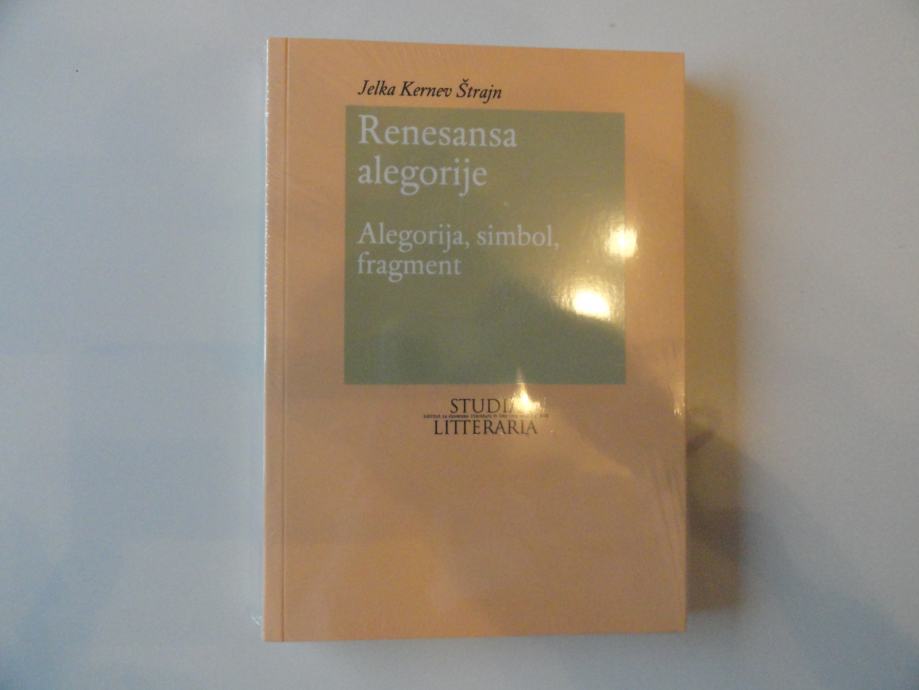 Jelka Kernev Štrajn
Renesansa
alegorije
Alegorija, simbol,
fragment
STUDIA
LITTERARIA